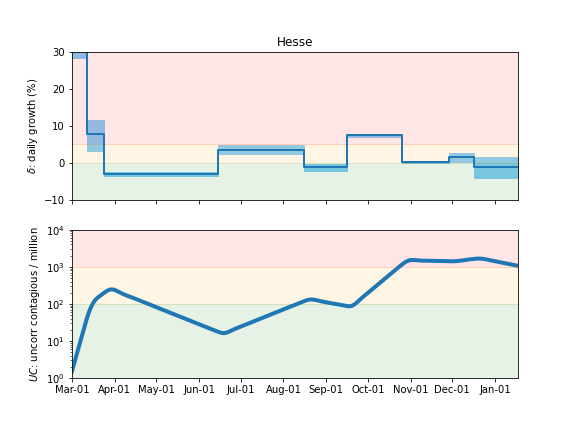 Hesse
30
20
10
0
−10
δ: daily growth (%)
10⁴
10³
10²
10¹
10⁰
UC: uncorr contagious / million
Mar-01 Apr-01 May-01 Jun-01 Jul-01 Aug-01 Sep-01 Oct-01 Nov-01 Dec-01 Jan-01